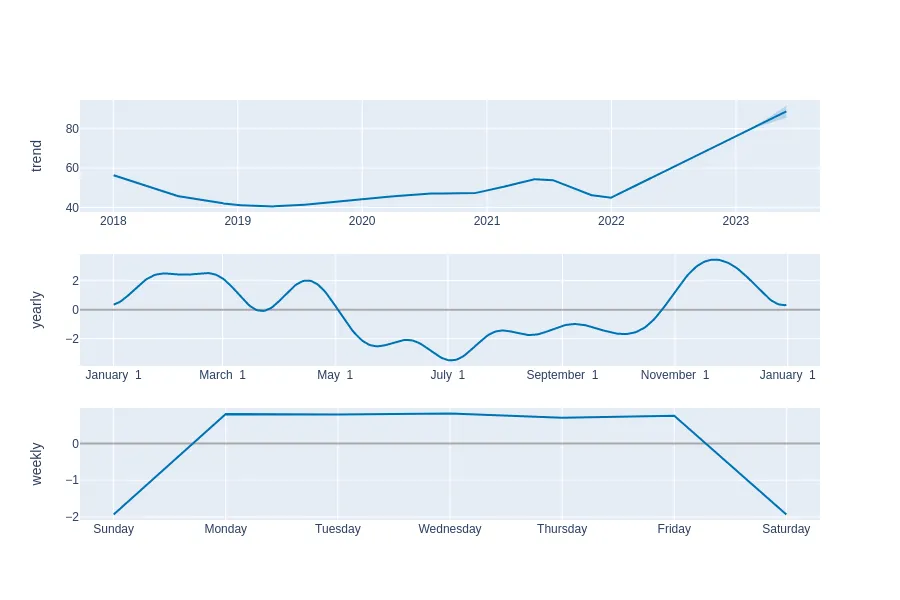 trend
80
60
40
2018 2019 2020 2021 2022 2023
yearly
2
0
−2
January 1 March 1 May 1 July 1 September 1 November 1 January 1
weekly
0
−1
−2
Sunday Monday Tuesday Wednesday Thursday Friday Saturday